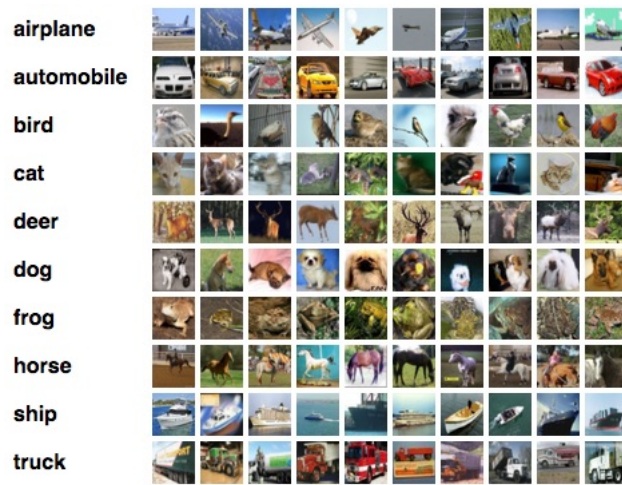 airplane
automobile
bird
cat
deer
dog
frog
horse
ship
truck